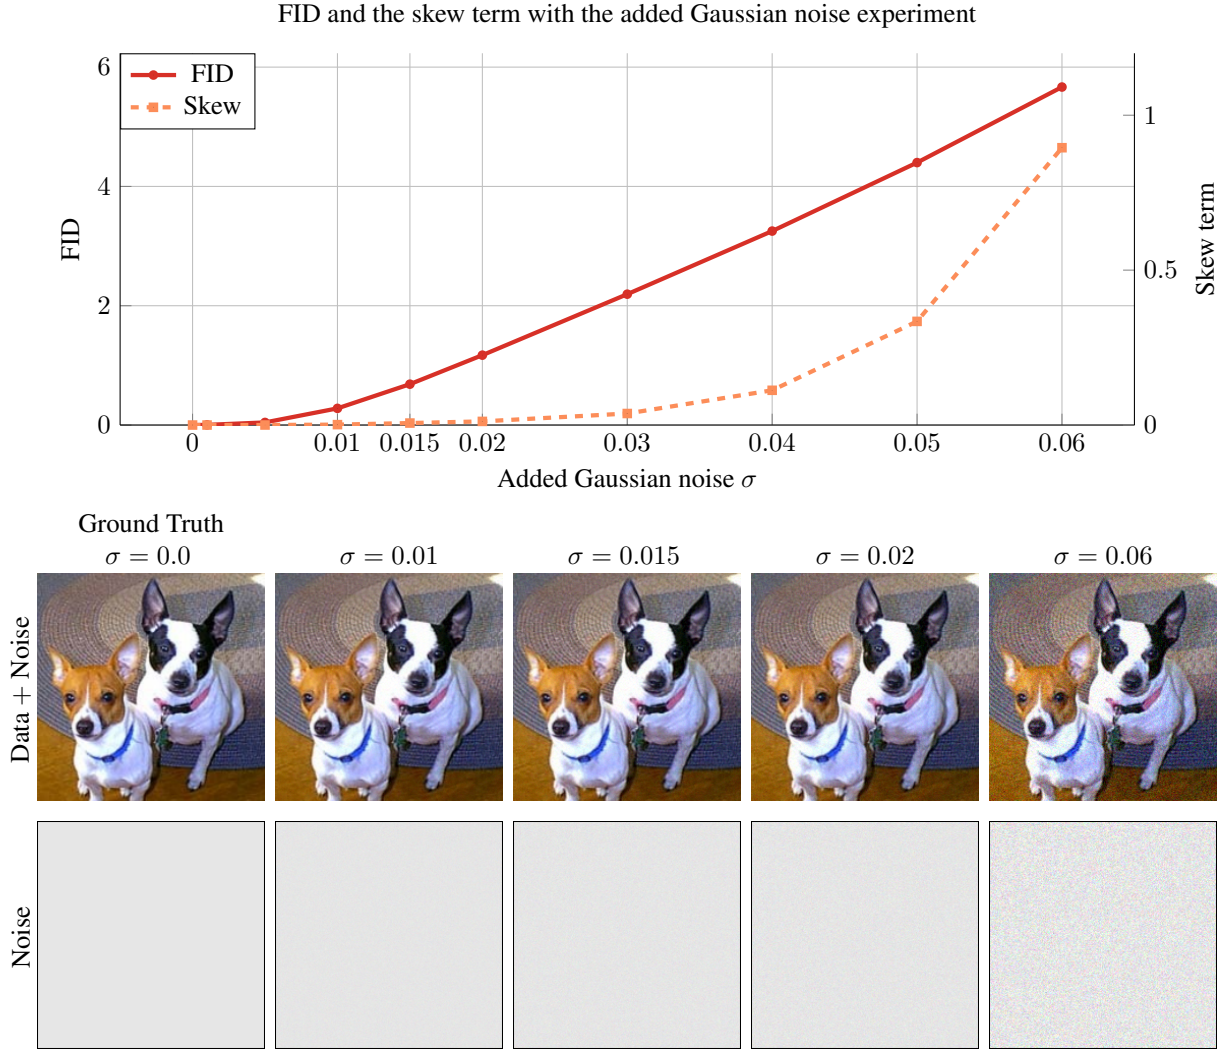 FID and the skew term with the added Gaussian noise experiment
FID
Skew
6
4
2
0
FID
1
0.5
0
Skew term
0 0.01 0.015 0.02 0.03 0.04 0.05 0.06
Added Gaussian noise σ
Ground Truth
σ = 0.0 σ = 0.01 σ = 0.015 σ = 0.02 σ = 0.06
Data + Noise
Noise